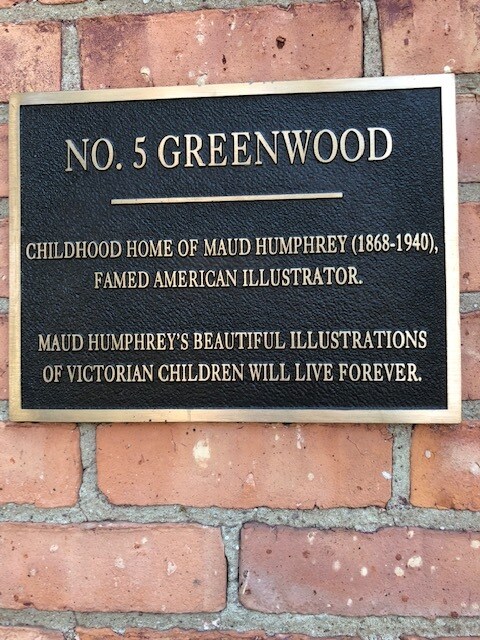 NO. 5 GREENWOOD
CHILDHOOD HOME OF MAUD HUMPHREY (1868-1940),
FAMED AMERICAN ILLUSTRATOR.
MAUD HUMPHREY'S BEAUTIFUL ILLUSTRATIONS
OF VICTORIAN CHILDREN WILL LIVE FOREVER.